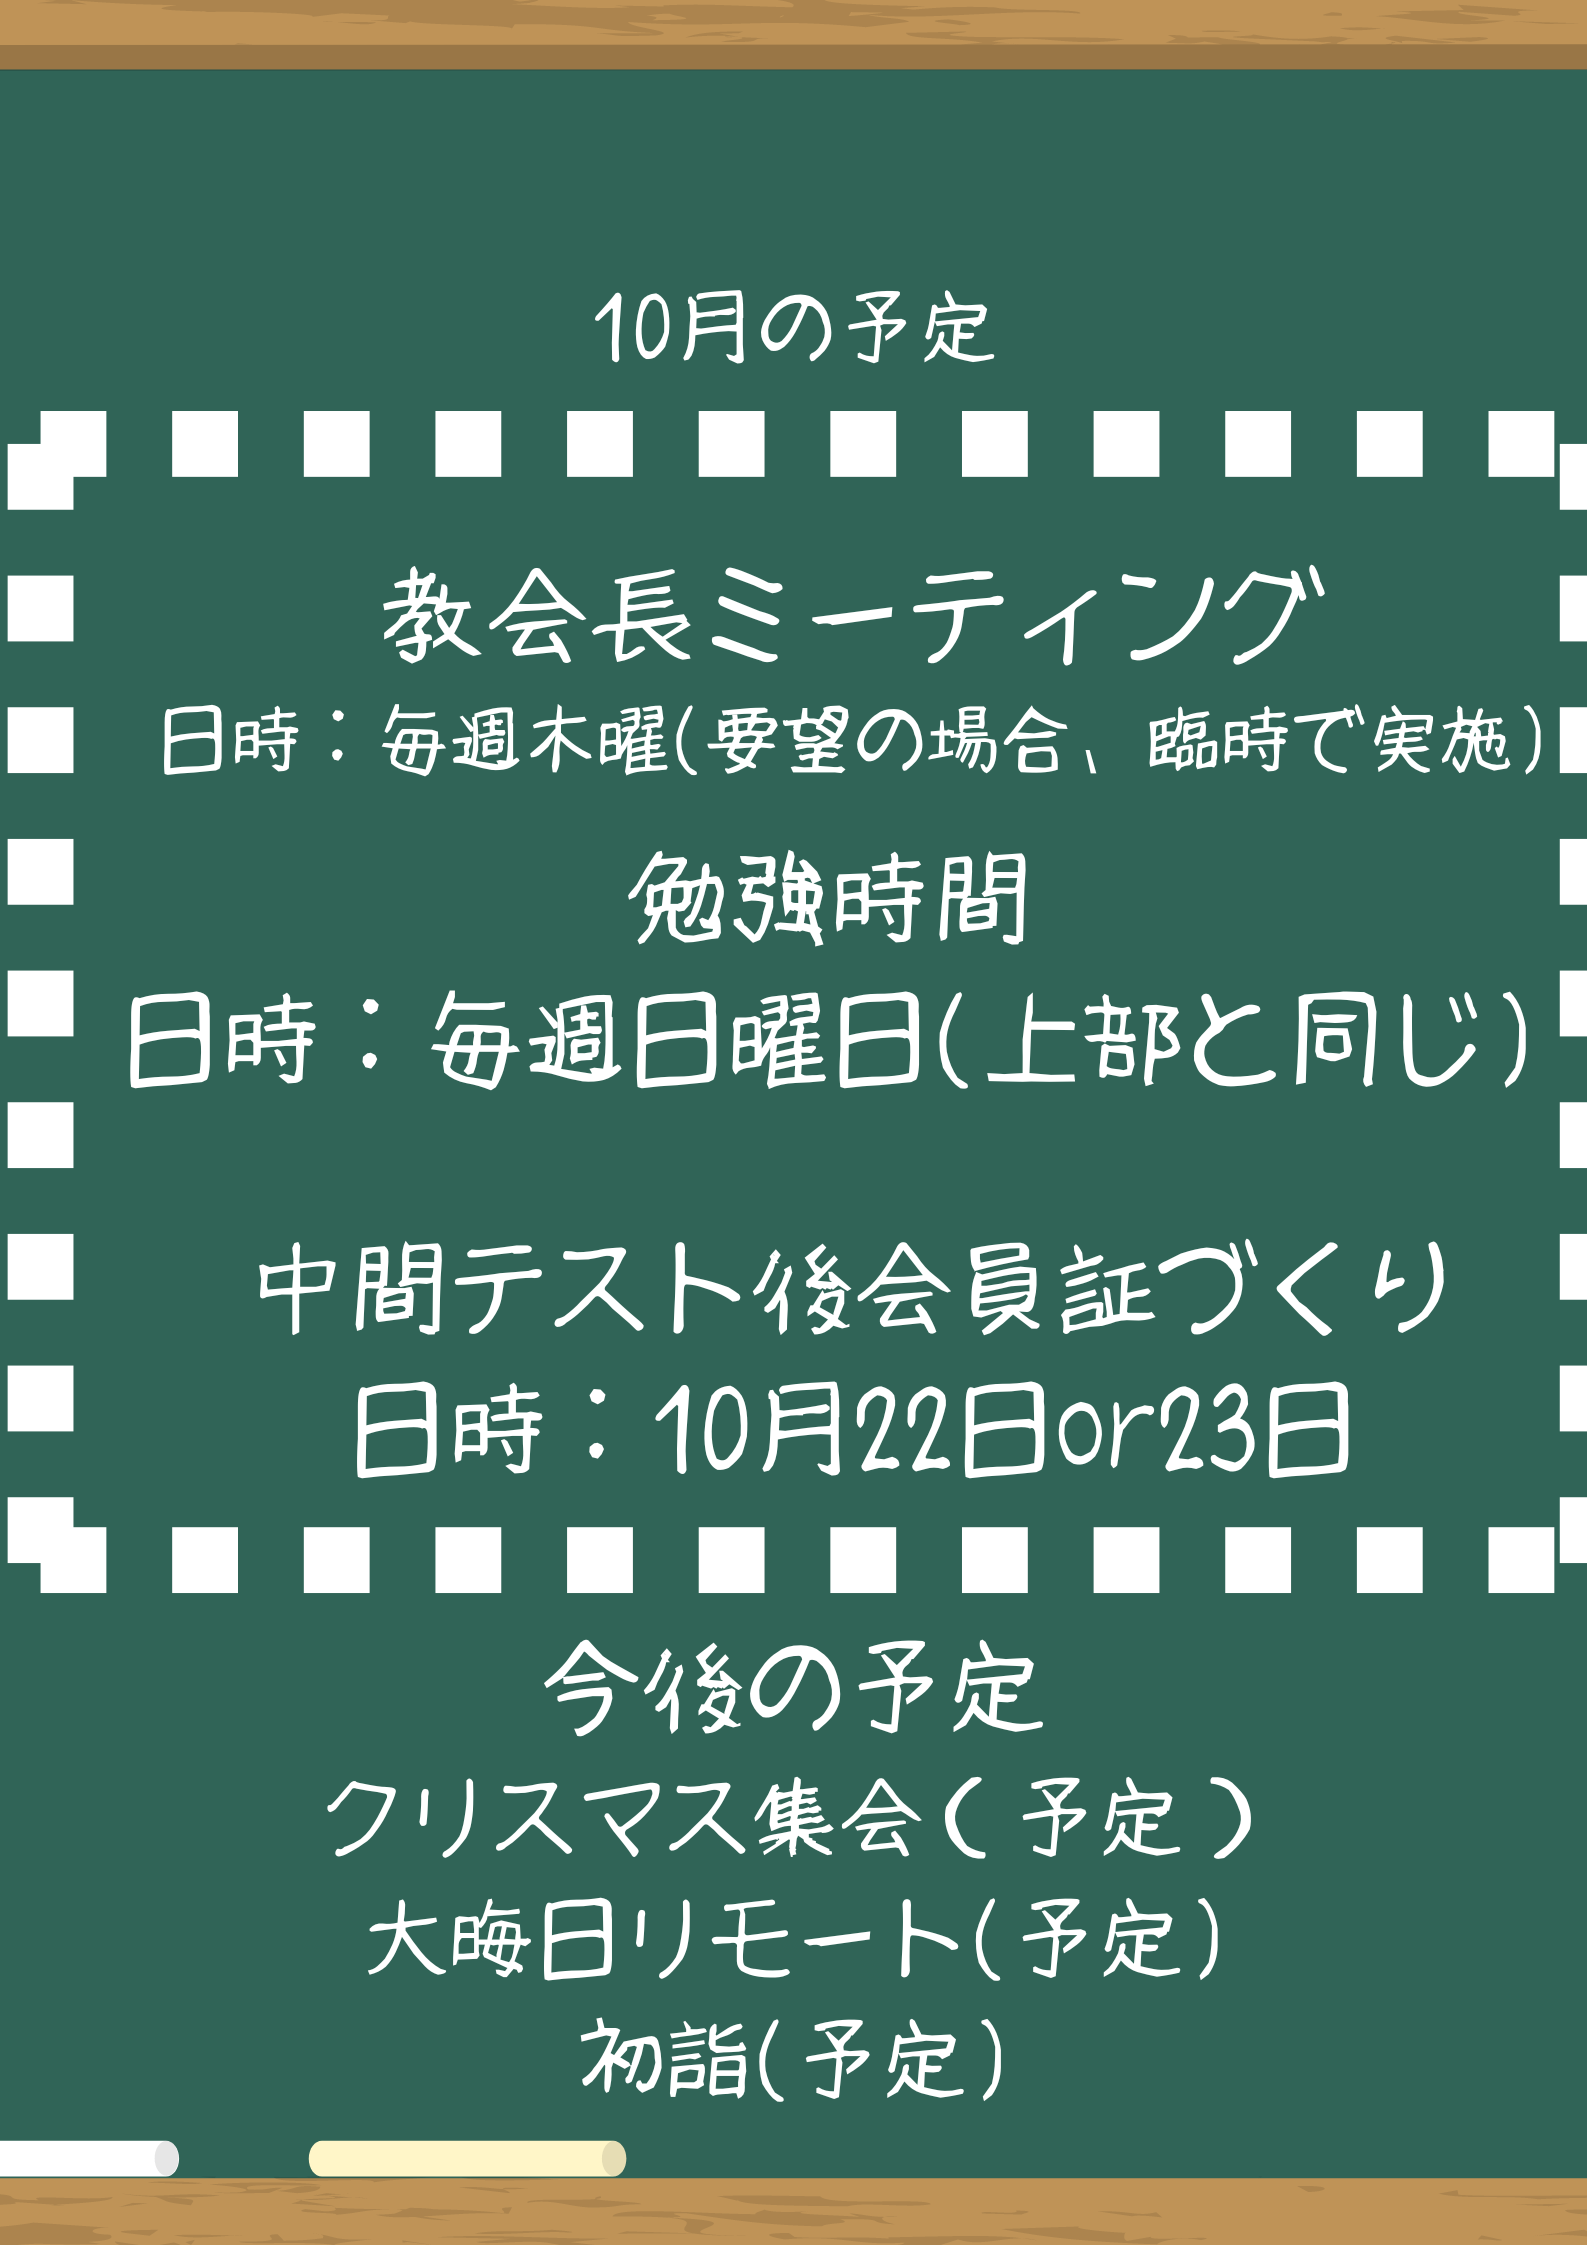 10月の予定
教会長ミーティング
日時：毎週木曜(要望の場合、臨時で実施)
勉強時間
日時：毎週日曜日(上部と同じ)
中間テスト後会員証づくり
日時：10月22日or23日
今後の予定
クリスマス集会(予定)
大晦日リモート(予定)
初詣(予定)